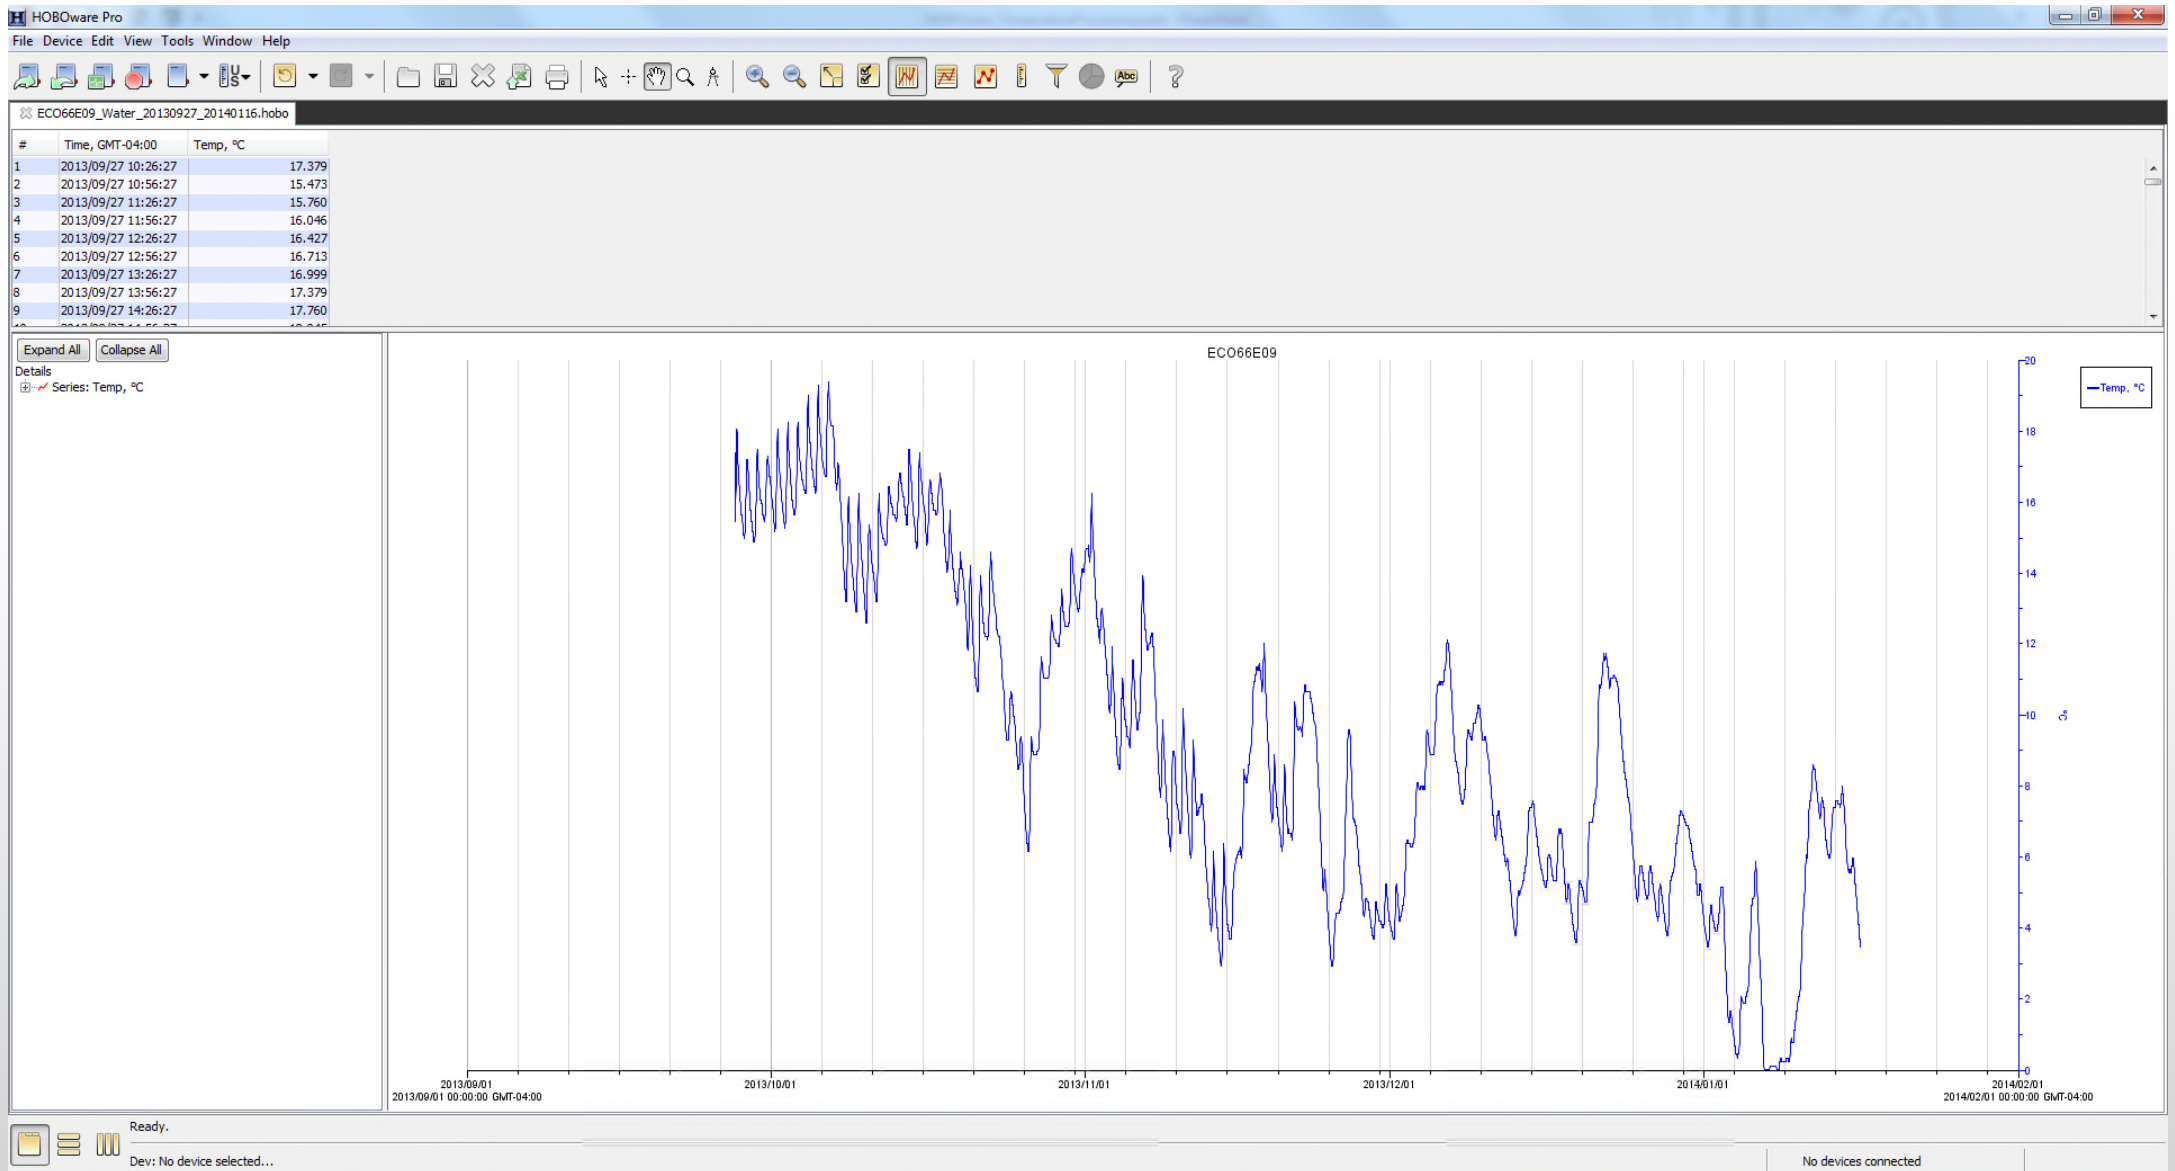 HOBOware Pro
File Device Edit View Tools Window Help
Abc
ECO66E09_Water_20130927_20140116.hobo
# Time, GMT-04:00 Temp, °C
1 2013/09/27 10:26:27 17.379
2 2013/09/27 10:56:27 15.473
3 2013/09/27 11:26:27 15.760
4 2013/09/27 11:56:27 16.046
5 2013/09/27 12:26:27 16.427
6 2013/09/27 12:56:27 16.713
7 2013/09/27 13:26:27 16.999
8 2013/09/27 13:56:27 17.379
9 2013/09/27 14:26:27 17.760
Expand All Collapse All
Details
Series: Temp, °C
ECO66E09
20
Temp, °C
18
16
14
12
10 °C
8
6
4
2
0
2013/09/01 2013/10/01 2013/11/01 2013/12/01 2014/01/01 2014/02/01
2013/09/01 00:00:00 GMT-04:00 2014/02/01 00:00:00 GMT-04:00
Ready.
Dev: No device selected... No devices connected